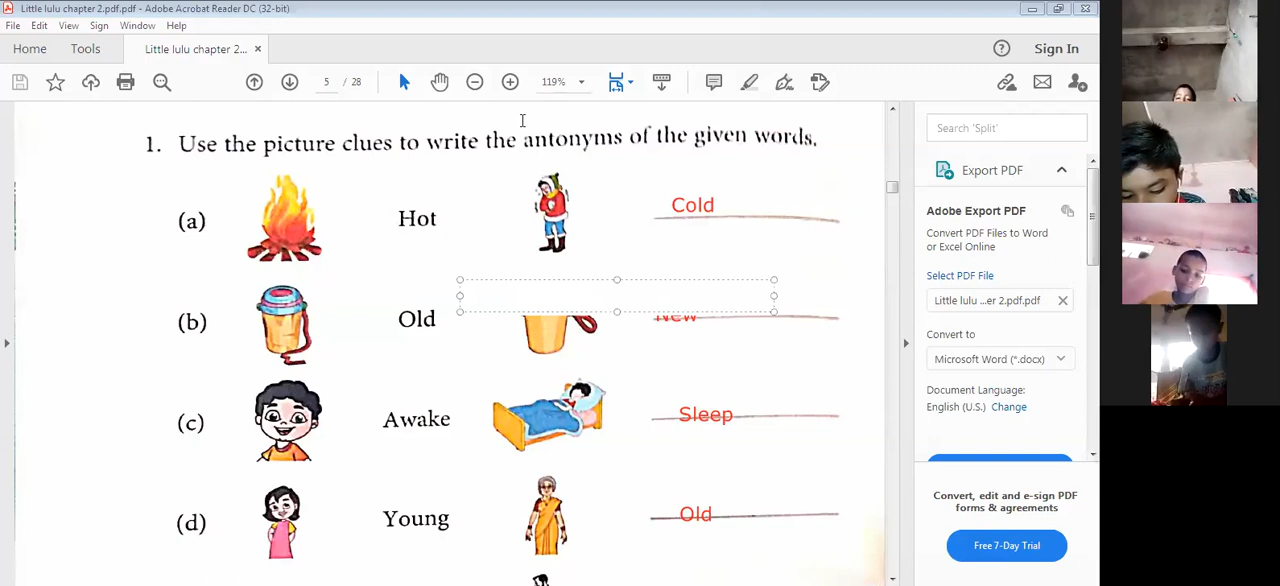 Little lulu chapter 2.pdf.pdf - Adobe Acrobat Reader DC (32-bit)
File Edit View Sign Window Help
Home Tools Little lulu chapter 2... × Sign In
5 / 28 119%
1. Use the picture clues to write the antonyms of the given words.
(a) Hot Cold
(b) Old New
(c) Awake Sleep
(d) Young Old
Search 'Split'
Export PDF
Adobe Export PDF
Convert PDF Files to Word
or Excel Online
Select PDF File
Little lulu ...er 2.pdf.pdf
Convert to
Microsoft Word (*.docx)
Document Language:
English (U.S.) Change
Convert, edit and e-sign PDF
forms & agreements
Free 7-Day Trial